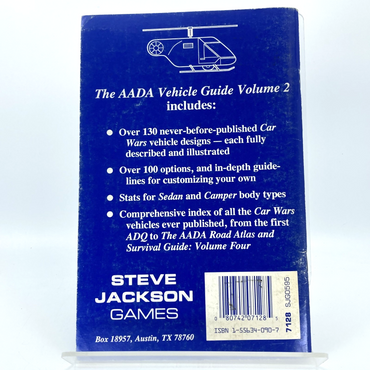 The AADA Vehicle Guide Volume 2
includes:
● Over 130 never-before-published Car
Wars vehicle designs — each fully
described and illustrated
● Over 100 options, and in-depth guide-
lines for customizing your own
● Stats for Sedan and Camper body types
● Comprehensive index of all the Car Wars
vehicles ever published, from the first
ADQ to The AADA Road Atlas and
Survival Guide: Volume Four
STEVE
JACKSON
GAMES
Box 18957, Austin, TX 78760
0 80742 07128 1
ISBN 1-55634-090-7
7128 SJG0595